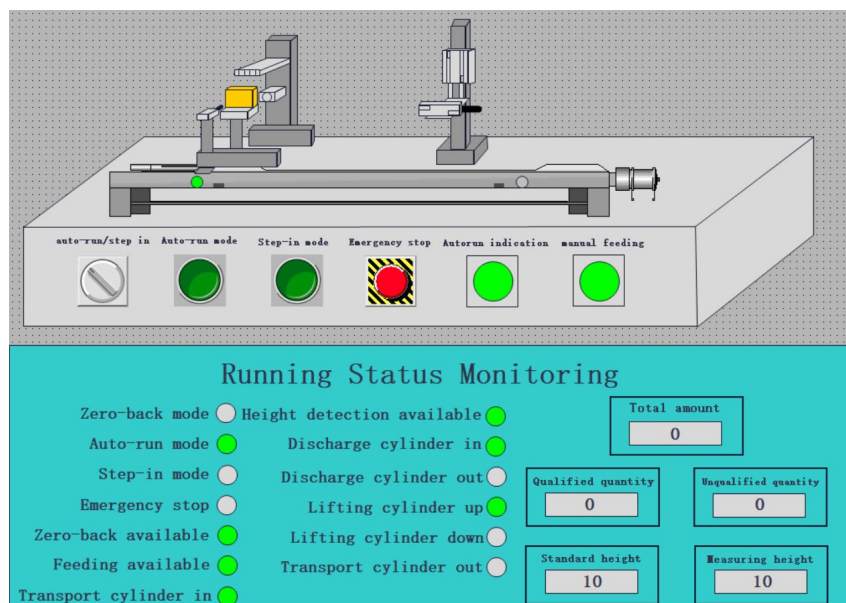 auto-run/step in Auto-run mode Step-in mode Emergency stop Autorun indication manual feeding
Running Status Monitoring
Zero-back mode
Auto-run mode
Step-in mode
Emergency stop
Zero-back available
Feeding available
Transport cylinder in
Height detection available
Discharge cylinder in
Discharge cylinder out
Lifting cylinder up
Lifting cylinder down
Transport cylinder out
Total amount
0
Qualified quantity
0
Unqualified quantity
0
Standard height
10
Measuring height
10